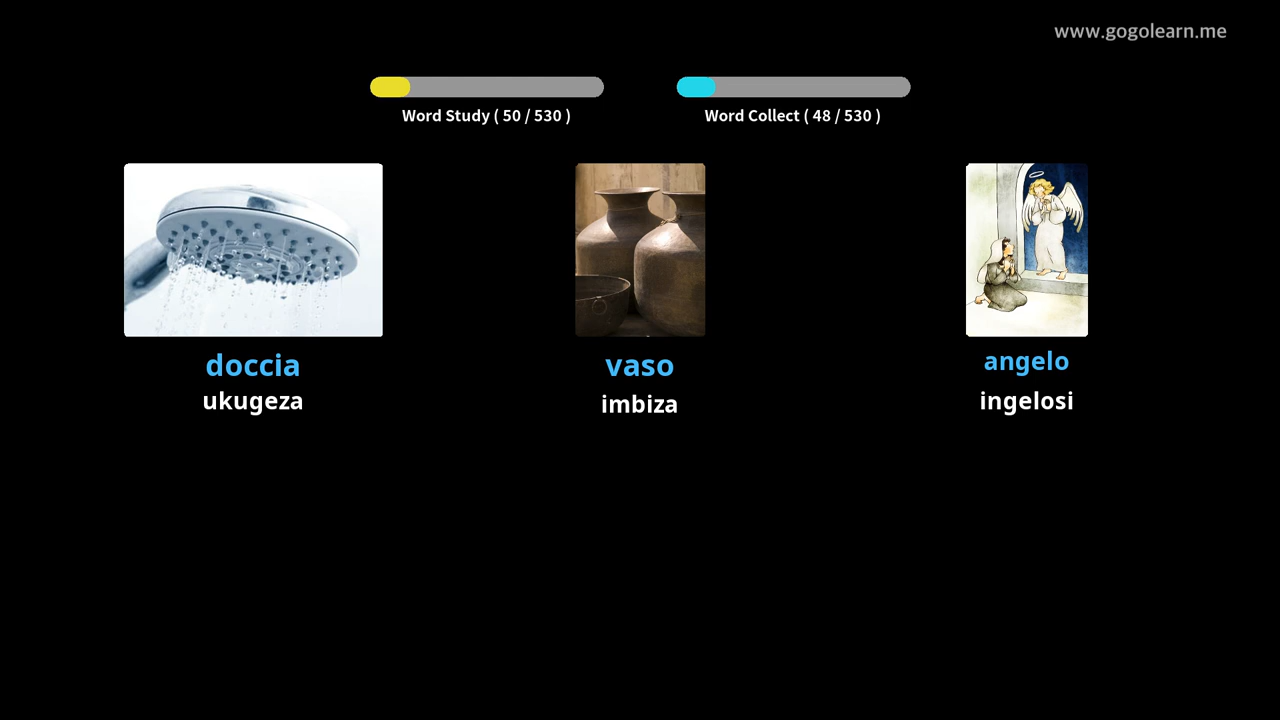 www.gogolearn.me
Word Study ( 50 / 530 )
Word Collect ( 48 / 530 )
doccia
ukugeza
vaso
imbiza
angelo
ingelosi